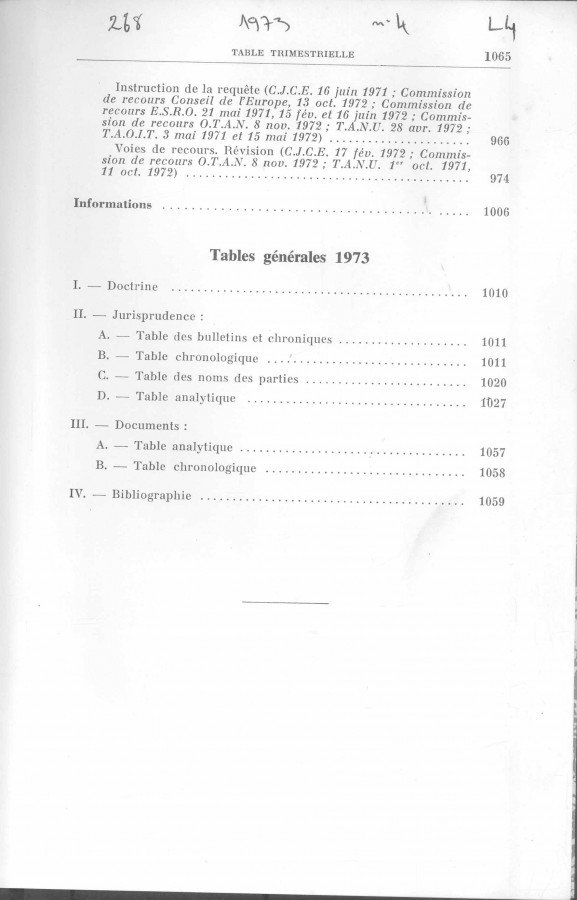 268 1973 n° 4 L4
TABLE TRIMESTRIELLE 1065
Instruction de la requête (C.J.C.E. 16 juin 1971 ; Commission
de recours Conseil de l'Europe, 13 oct. 1972 ; Commission de
recours E.S.R.O. 21 mai 1971, 15 fév. et 16 juin 1972 ; Commis-
sion de recours O.T.A.N. 8 nov. 1972 ; T.A.N.U. 28 avr. 1972 ;
T.A.O.I.T. 3 mai 1971 et 15 mai 1972) ...................... 966
Voies de recours. Révision (C.J.C.E. 17 fév. 1972 ; Commis-
sion de recours O.T.A.N. 8 nov. 1972 ; T.A.N.U. 1er oct. 1971,
11 oct. 1972) ............................................ 974
Informations ................................................ 1006
Tables générales 1973
I. — Doctrine .............................................. 1010
II. — Jurisprudence :
A. — Table des bulletins et chroniques .................... 1011
B. — Table chronologique ............................... 1011
C. — Table des noms des parties ......................... 1020
D. — Table analytique .................................. 1027
III. — Documents :
A. — Table analytique ................................... 1057
B. — Table chronologique ............................... 1058
IV. — Bibliographie ......................................... 1059